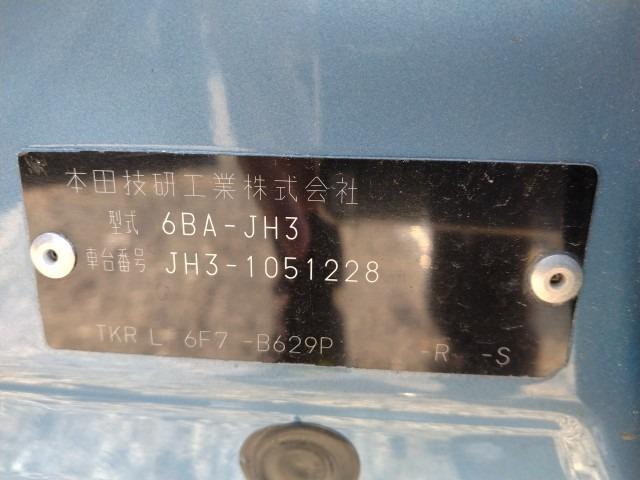 本田技研工業株式会社
型式 6BA-JH3
車台番号 JH3-1051228
TKR L 6F7 -B629P -R -S